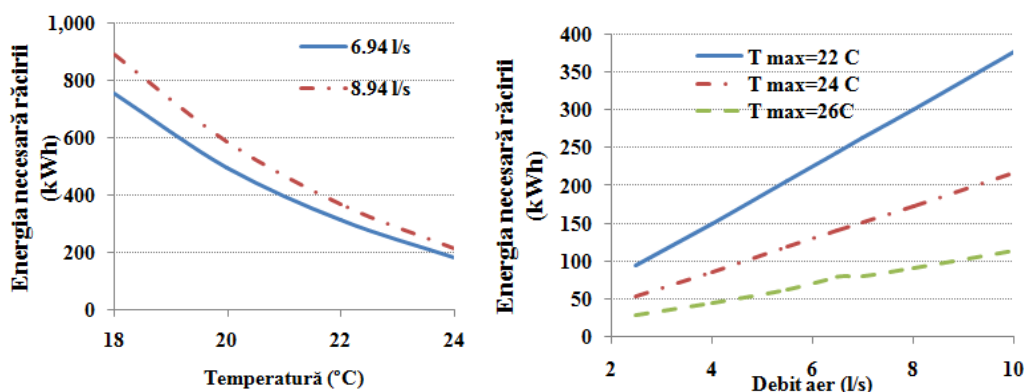 Energia necesară răcirii
(kWh)
1,000
800
600
400
200
0
6.94 l/s
8.94 l/s
18
20
22
24
Temperatură (°C)
Energia necesară răcirii
(kWh)
400
350
300
250
200
150
100
50
0
T max=22 C
T max=24 C
T max=26C
2
4
6
8
10
Debit aer (l/s)